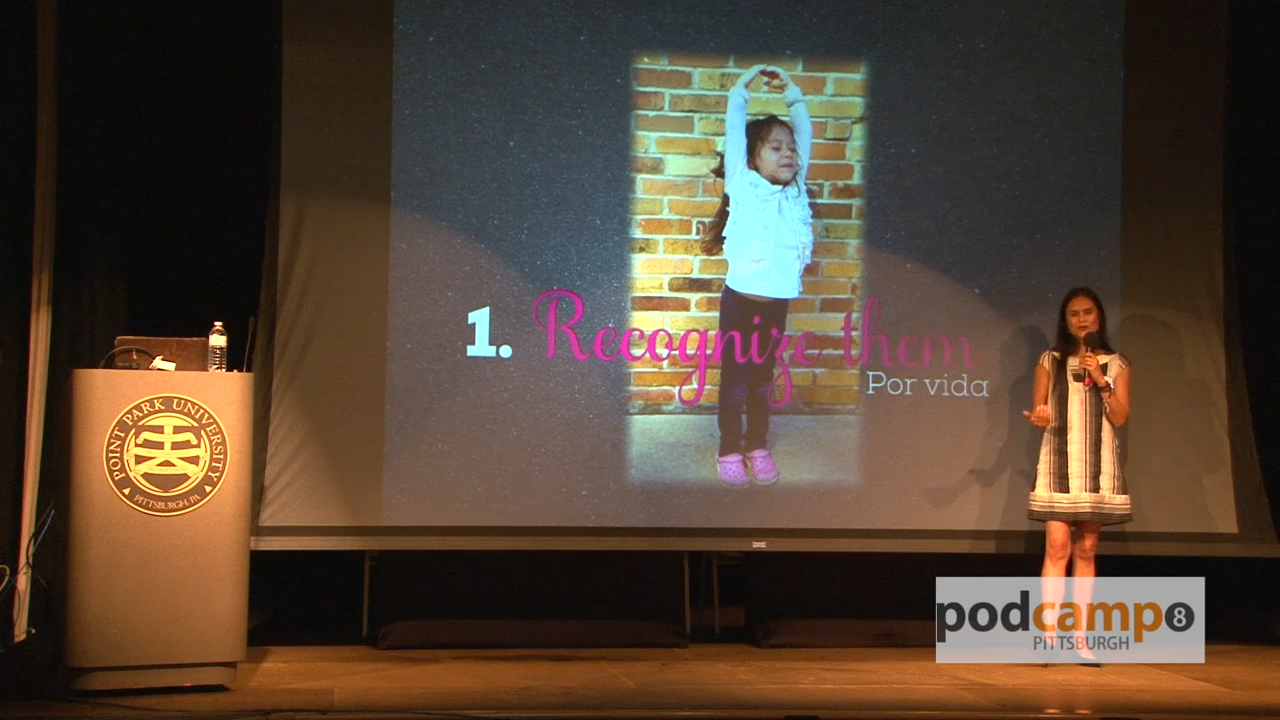 1. Recognize them
Por vida
POINT PARK UNIVERSITY
PITTSBURGH, PA
podcamp8
PITTSBURGH